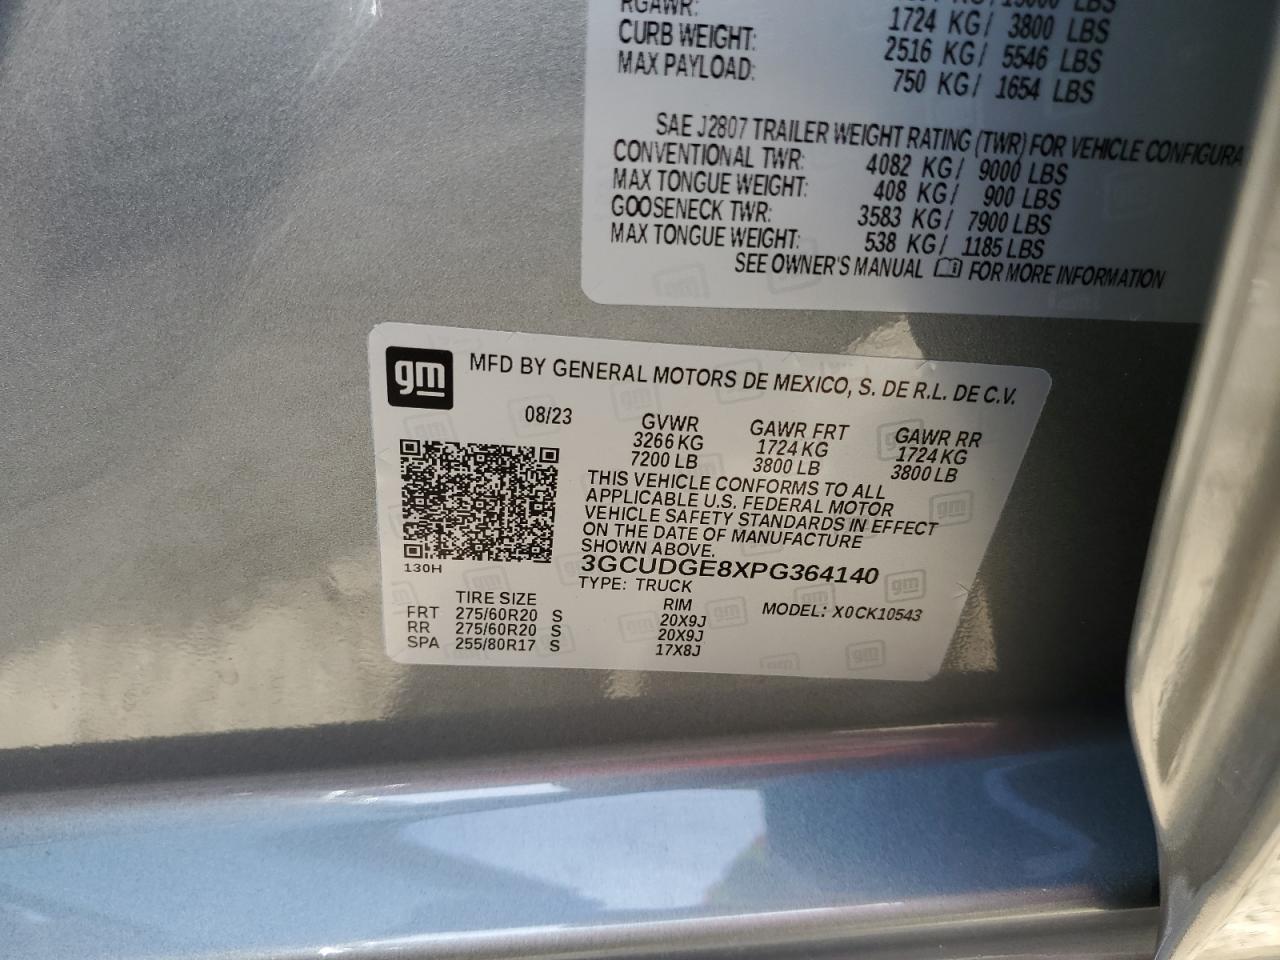 RGAWR: 1724 KG/ 3800 LBS
CURB WEIGHT: 2516 KG/ 5546 LBS
MAX PAYLOAD: 750 KG/ 1654 LBS
SAE J2807 TRAILER WEIGHT RATING (TWR) FOR VEHICLE CONFIGURA
CONVENTIONAL TWR: 4082 KG/ 9000 LBS
MAX TONGUE WEIGHT: 408 KG/ 900 LBS
GOOSENECK TWR: 3583 KG/ 7900 LBS
MAX TONGUE WEIGHT: 538 KG/ 1185 LBS
SEE OWNER'S MANUAL FOR MORE INFORMATION
gm
MFD BY GENERAL MOTORS DE MEXICO, S. DE R.L. DE C.V.
08/23 GVWR GAWR FRT GAWR RR
3266 KG 1724 KG 1724 KG
7200 LB 3800 LB 3800 LB
THIS VEHICLE CONFORMS TO ALL
APPLICABLE U.S. FEDERAL MOTOR
VEHICLE SAFETY STANDARDS IN EFFECT
ON THE DATE OF MANUFACTURE
SHOWN ABOVE.
3GCUDGE8XPG364140
130H
TYPE: TRUCK
TIRE SIZE RIM MODEL: X0CK10543
FRT 275/60R20 S 20X9J
RR 275/60R20 S 20X9J
SPA 255/80R17 S 17X8J